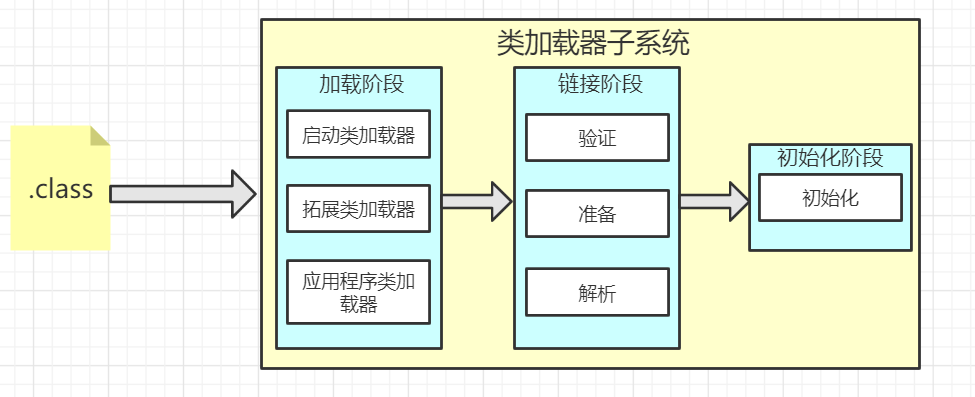 类加载器子系统
.class
加载阶段
启动类加载器
拓展类加载器
应用程序类加
载器
链接阶段
验证
准备
解析
初始化阶段
初始化